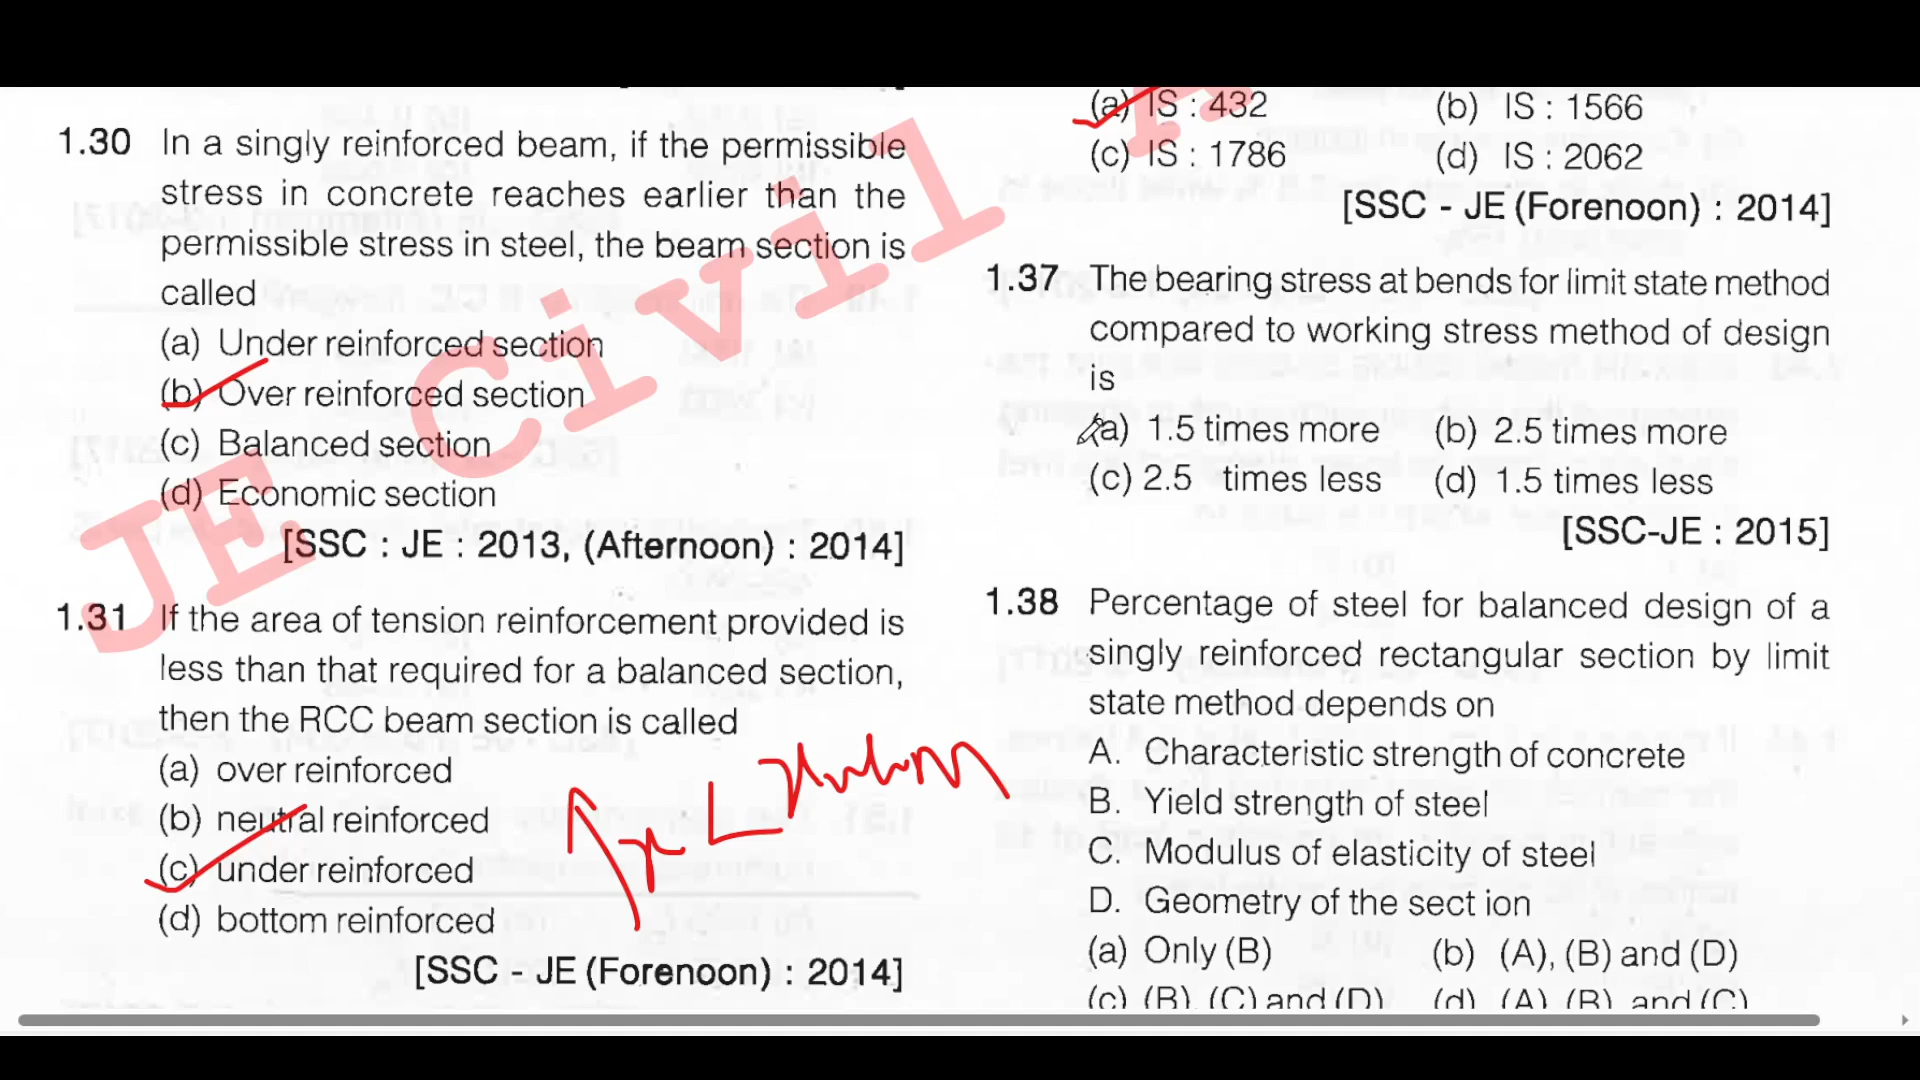 1.30 In a singly reinforced beam, if the permissible
stress in concrete reaches earlier than the
permissible stress in steel, the beam section is
called
(a) Under reinforced section
(b) Over reinforced section
(c) Balanced section
(d) Economic section
[SSC : JE : 2013, (Afternoon) : 2014]
1.31 If the area of tension reinforcement provided is
less than that required for a balanced section,
then the RCC beam section is called
(a) over reinforced
(b) neutral reinforced
(c) under reinforced
(d) bottom reinforced
[SSC - JE (Forenoon) : 2014]
(a) IS : 432 (b) IS : 1566
(c) IS : 1786 (d) IS : 2062
[SSC - JE (Forenoon) : 2014]
1.37 The bearing stress at bends for limit state method
compared to working stress method of design
is
(a) 1.5 times more (b) 2.5 times more
(c) 2.5 times less (d) 1.5 times less
[SSC-JE : 2015]
1.38 Percentage of steel for balanced design of a
singly reinforced rectangular section by limit
state method depends on
A. Characteristic strength of concrete
B. Yield strength of steel
C. Modulus of elasticity of steel
D. Geometry of the sect ion
(a) Only (B) (b) (A), (B) and (D)
(c) (B), (C) and (D) (d) (A), (B) and (C)
JE Civil A